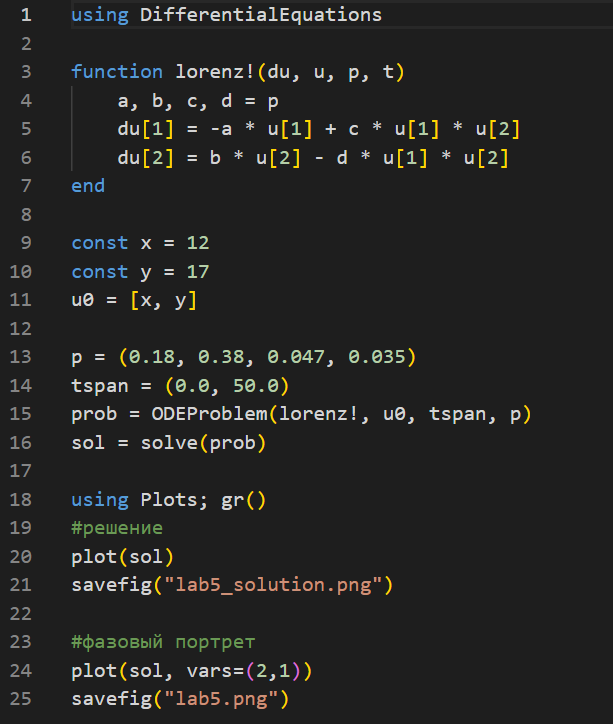 1 using DifferentialEquations
2
3 function lorenz!(du, u, p, t)
4     a, b, c, d = p
5     du[1] = -a * u[1] + c * u[1] * u[2]
6     du[2] = b * u[2] - d * u[1] * u[2]
7 end
8
9 const x = 12
10 const y = 17
11 u0 = [x, y]
12
13 p = (0.18, 0.38, 0.047, 0.035)
14 tspan = (0.0, 50.0)
15 prob = ODEProblem(lorenz!, u0, tspan, p)
16 sol = solve(prob)
17
18 using Plots; gr()
19 #решение
20 plot(sol)
21 savefig("lab5_solution.png")
22
23 #фазовый портрет
24 plot(sol, vars=(2,1))
25 savefig("lab5.png")